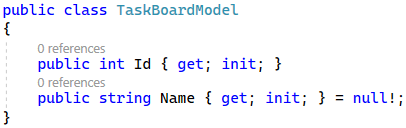 public class TaskBoardModel
{
0 references
public int Id { get; init; }
0 references
public string Name { get; init; } = null!;
}